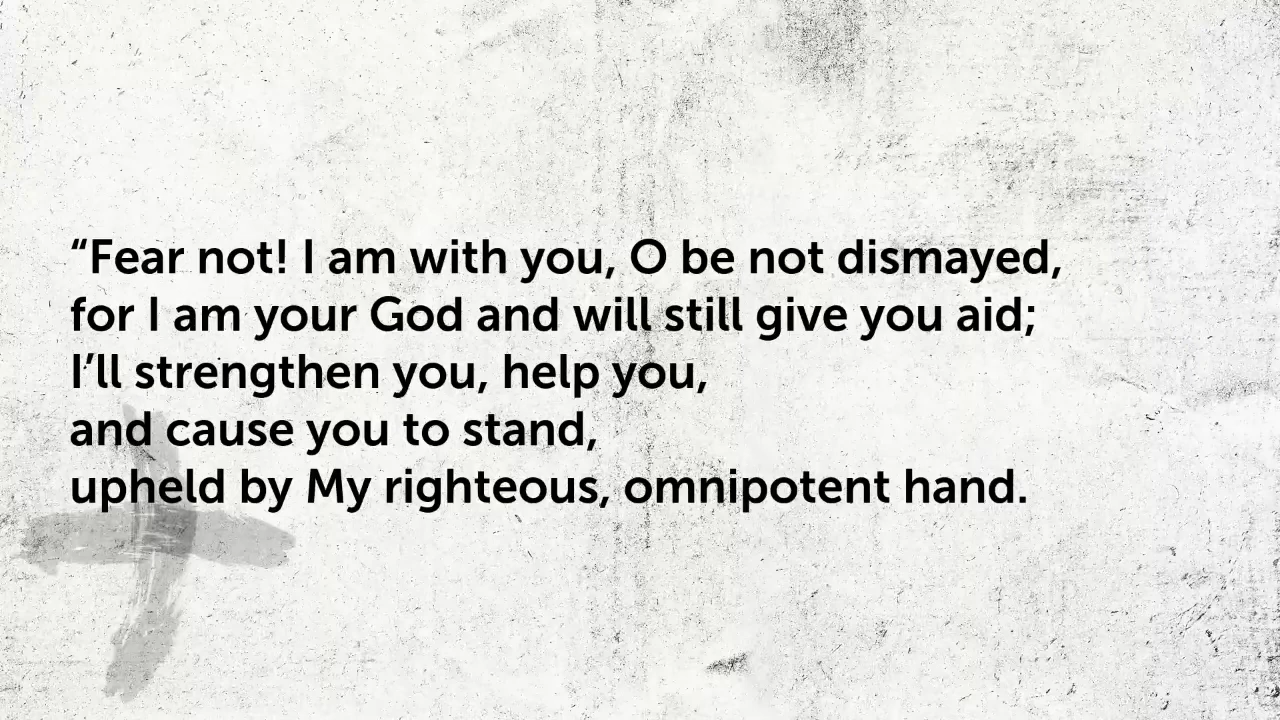 “Fear not! I am with you, O be not dismayed,
for I am your God and will still give you aid;
I’ll strengthen you, help you,
and cause you to stand,
upheld by My righteous, omnipotent hand.